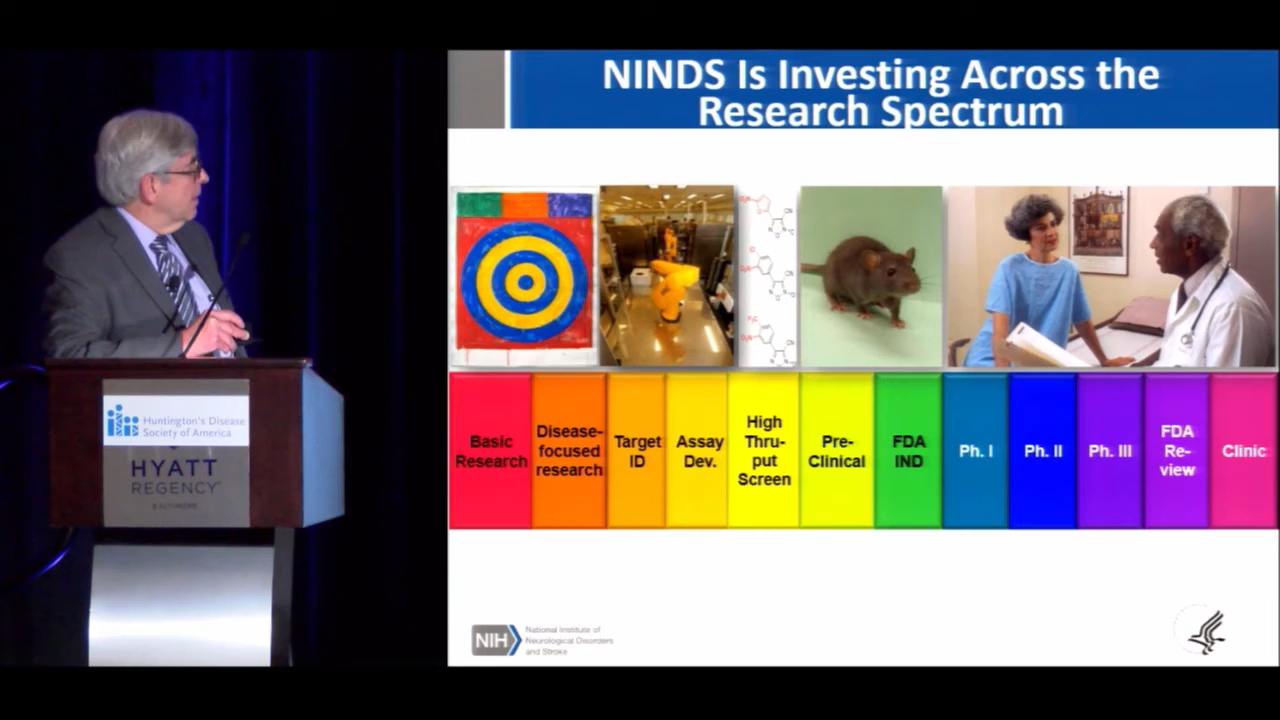 NINDS Is Investing Across the
Research Spectrum
Basic
Research
Disease-
focused
research
Target
ID
Assay
Dev.
High
Thru-
put
Screen
Pre-
Clinical
FDA
IND
Ph. I
Ph. II
Ph. III
FDA
Re-
view
Clinic
NIH
National Institute of
Neurological Disorders
and Stroke
Huntington's Disease
Society of America
HYATT
REGENCY
BALTIMORE